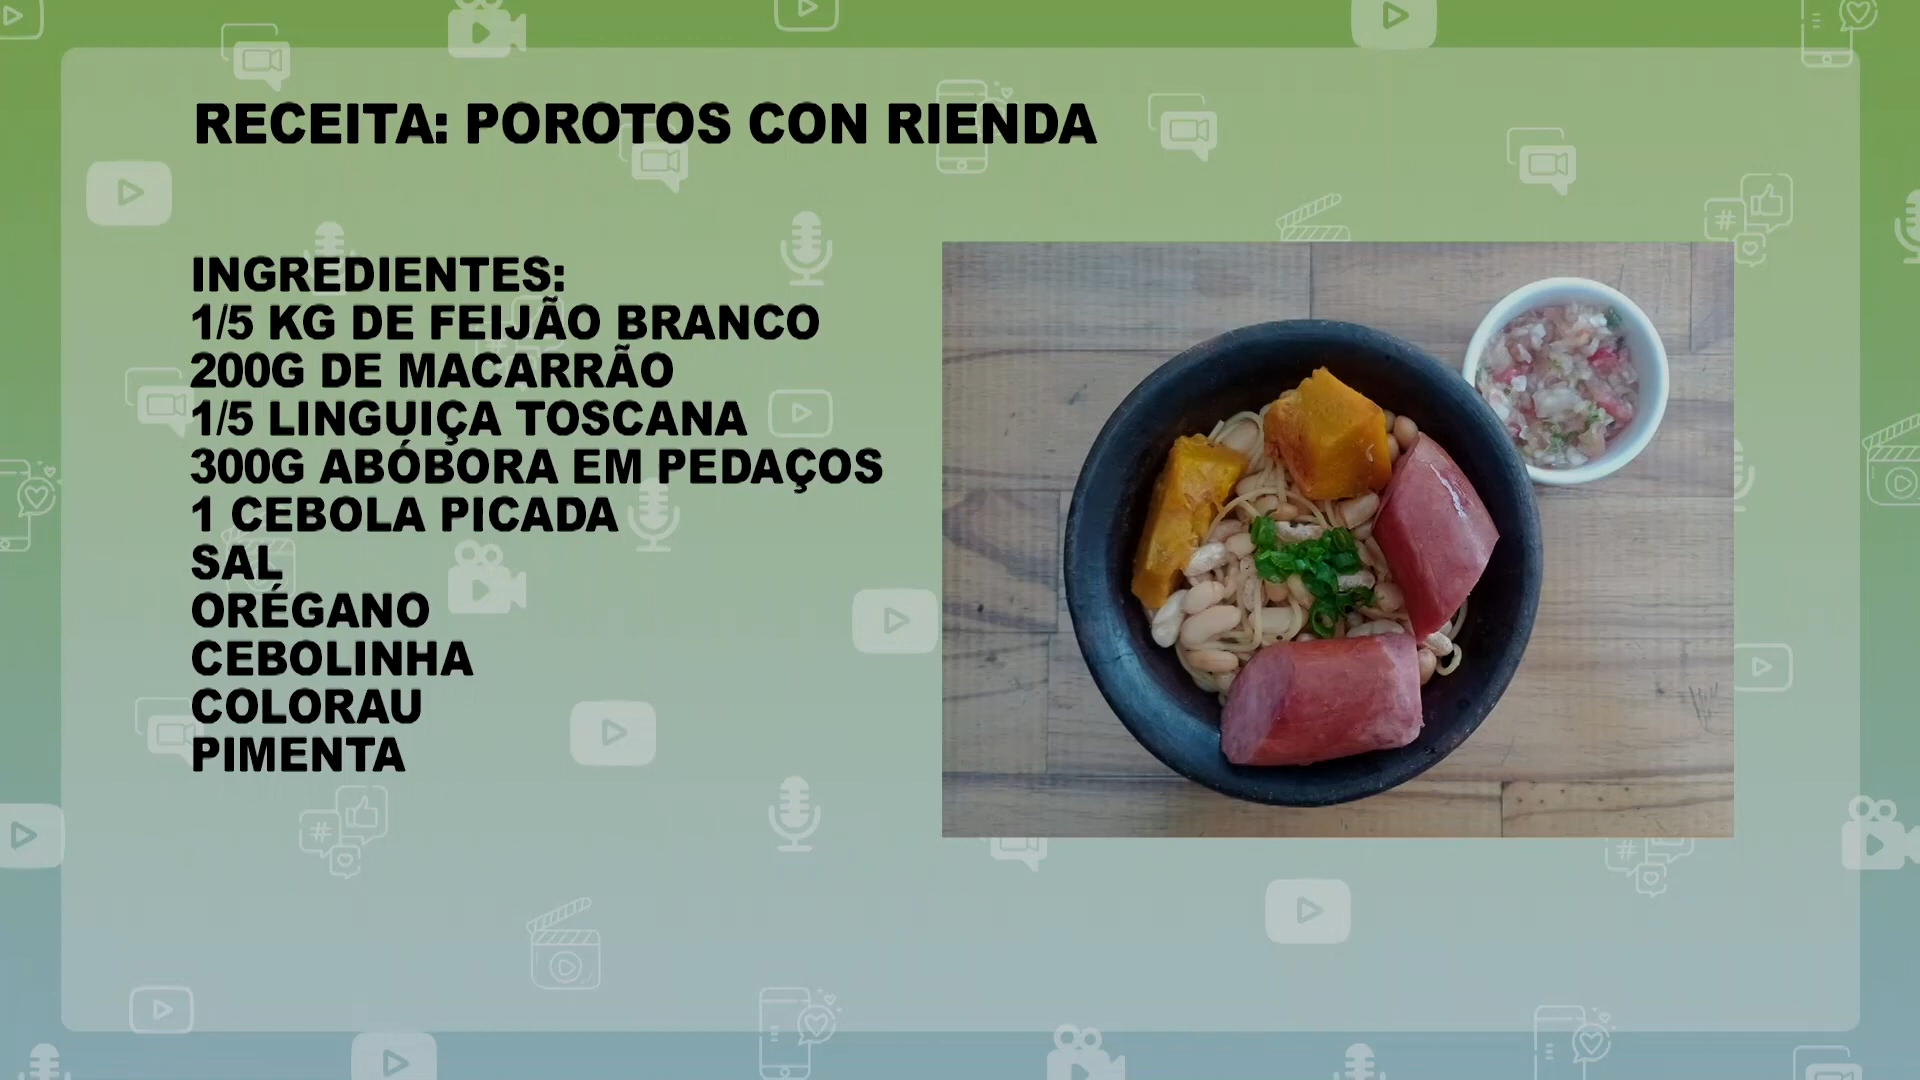 RECEITA: POROTOS CON RIENDA
INGREDIENTES:
1/5 KG DE FEIJÃO BRANCO
200G DE MACARRÃO
1/5 LINGUIÇA TOSCANA
300G ABÓBORA EM PEDAÇOS
1 CEBOLA PICADA
SAL
ORÉGANO
CEBOLINHA
COLORAU
PIMENTA